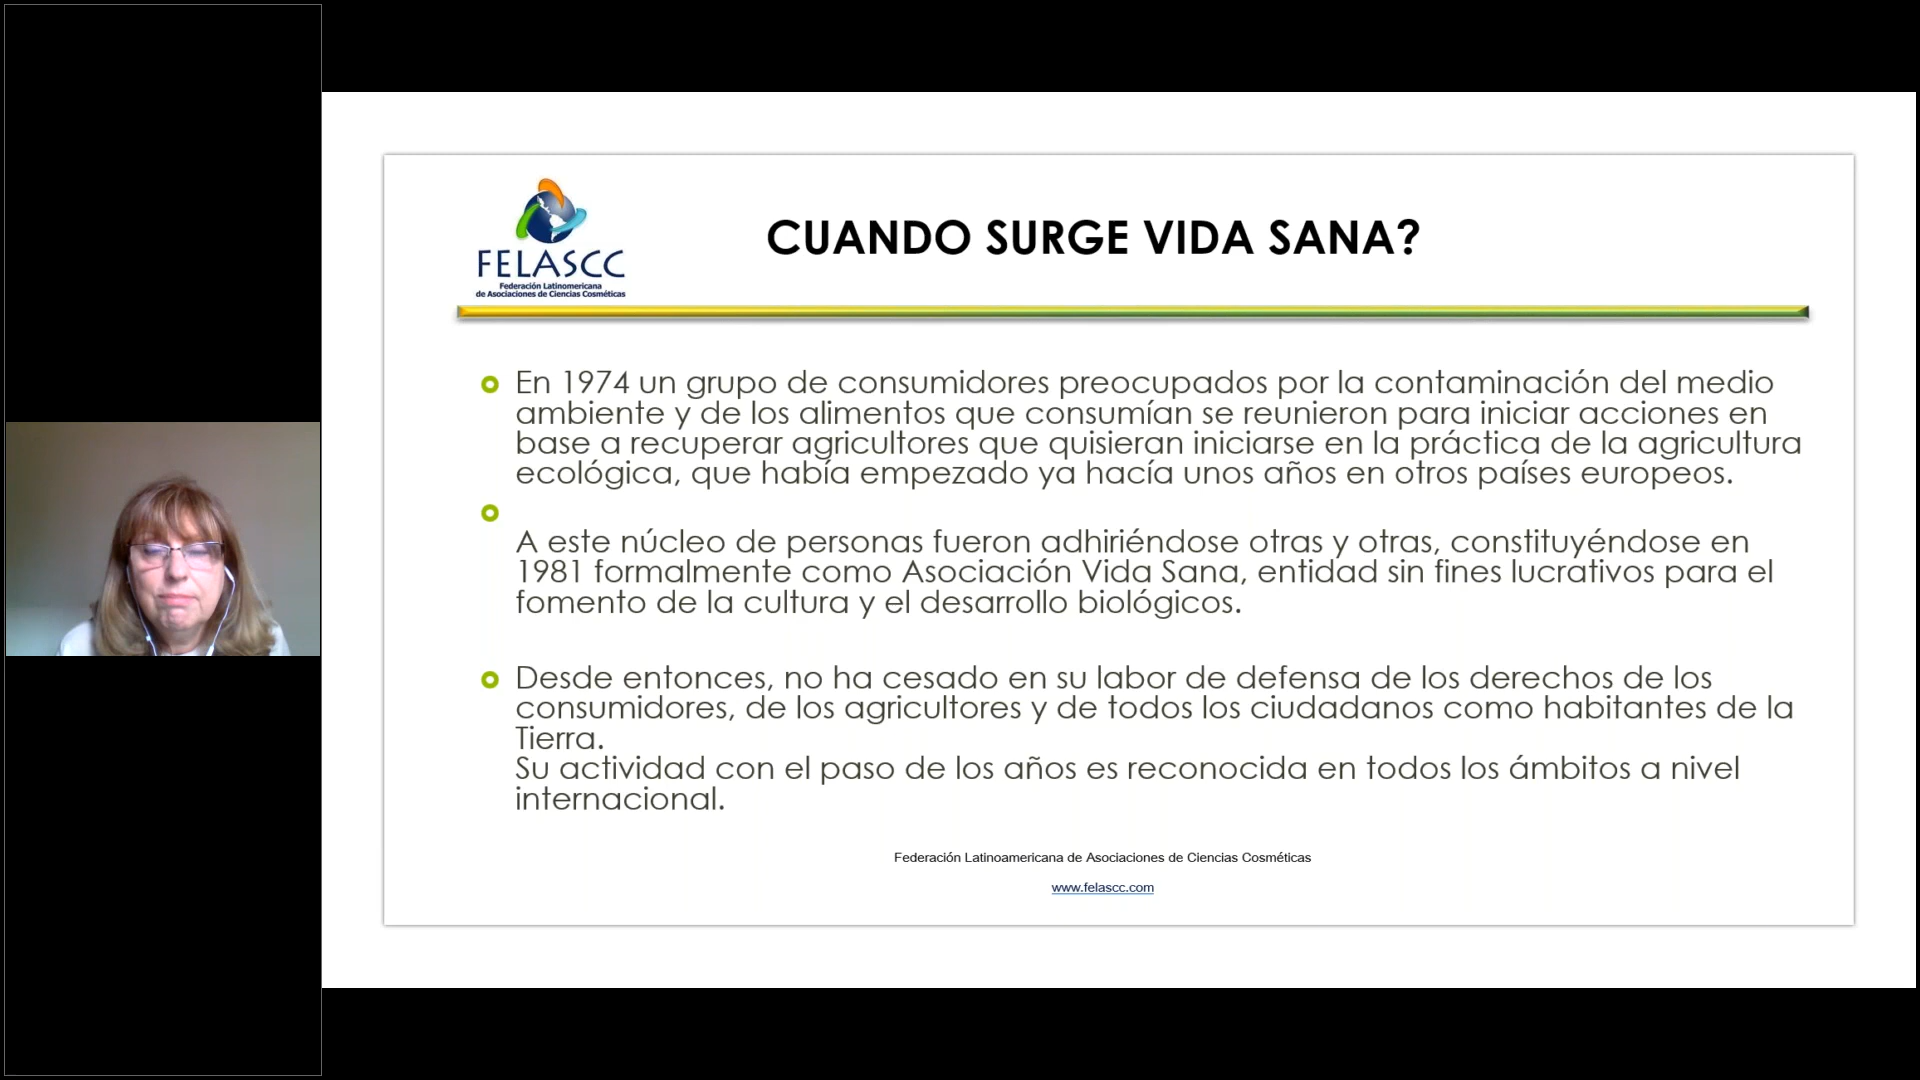 FELASCC
Federación Latinomericana
de Asociaciones de Ciencias Cosméticas
CUANDO SURGE VIDA SANA?
En 1974 un grupo de consumidores preocupados por la contaminación del medio
ambiente y de los alimentos que consumían se reunieron para iniciar acciones en
base a recuperar agricultores que quisieran iniciarse en la práctica de la agricultura
ecológica, que había empezado ya hacía unos años en otros países europeos.
A este núcleo de personas fueron adhiriéndose otras y otras, constituyéndose en
1981 formalmente como Asociación Vida Sana, entidad sin fines lucrativos para el
fomento de la cultura y el desarrollo biológicos.
Desde entonces, no ha cesado en su labor de defensa de los derechos de los
consumidores, de los agricultores y de todos los ciudadanos como habitantes de la
Tierra.
Su actividad con el paso de los años es reconocida en todos los ámbitos a nivel
internacional.
Federación Latinoamericana de Asociaciones de Ciencias Cosméticas
www.felascc.com